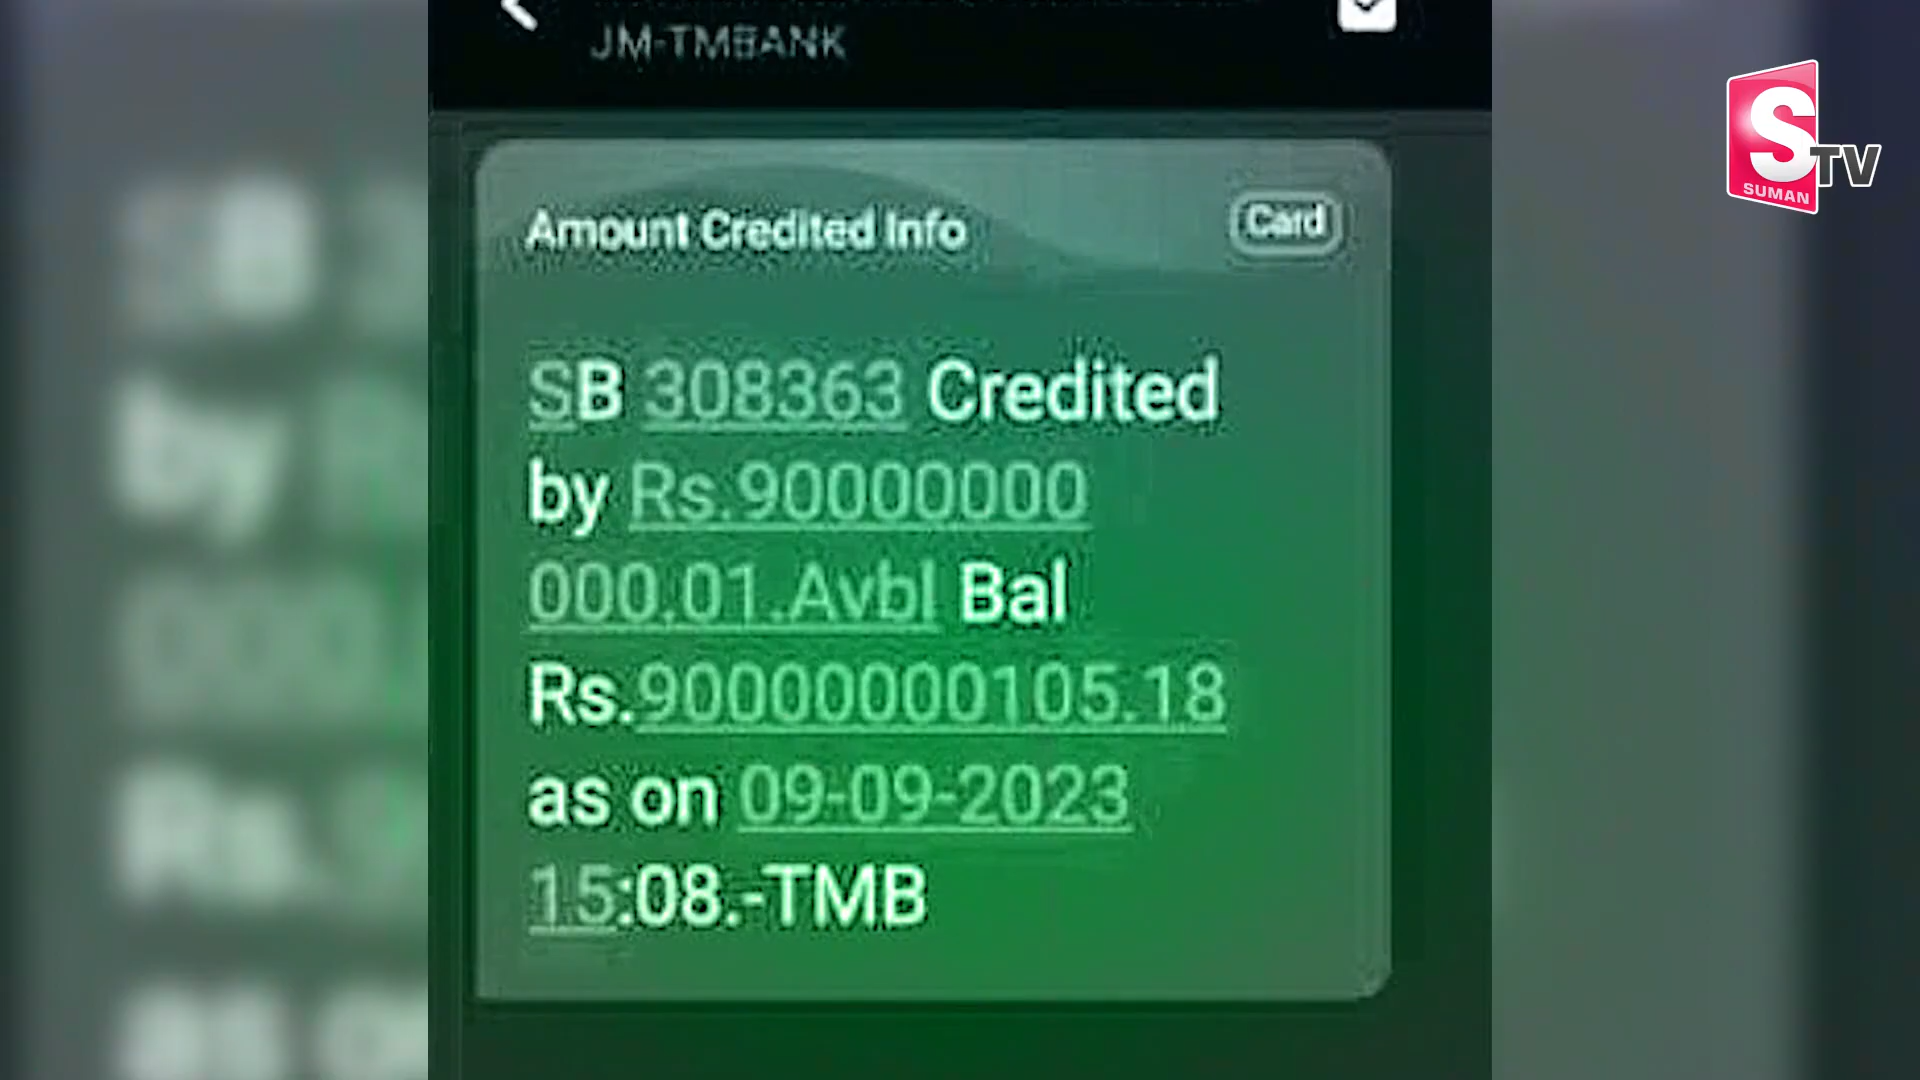 JM-TMBANK
Amount Credited Info
Card
SB 308363 Credited
by Rs.90000000
000.01.Avbl Bal
Rs.90000000105.18
as on 09-09-2023
15:08.-TMB
S TV
SUMAN